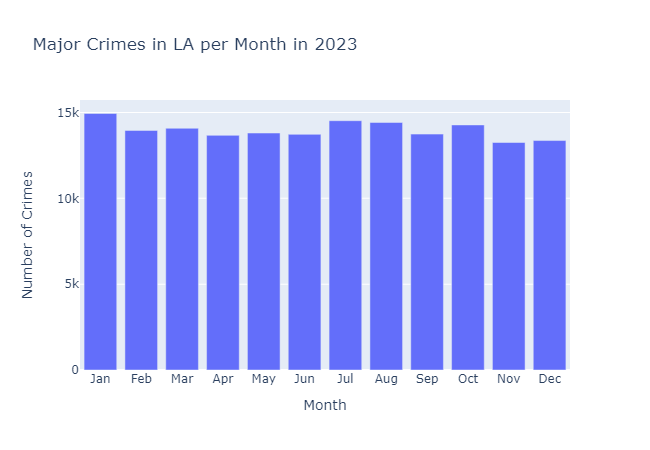 Major Crimes in LA per Month in 2023
15k
10k
5k
0
Number of Crimes
Jan Feb Mar Apr May Jun Jul Aug Sep Oct Nov Dec
Month